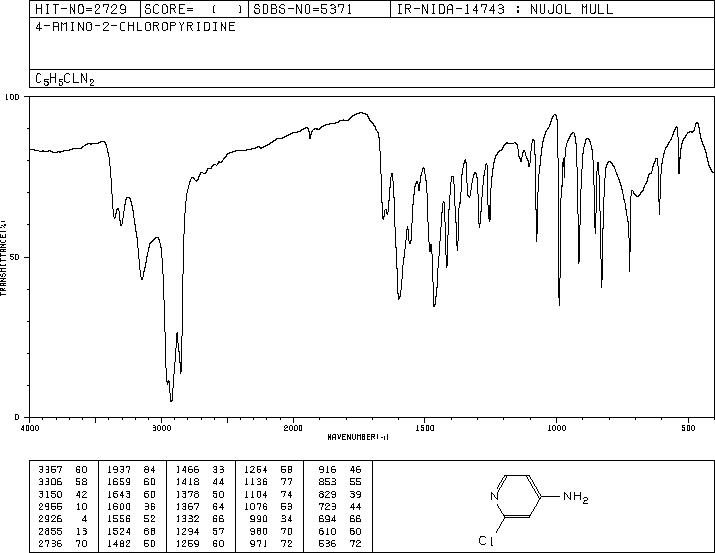 HIT-NO=2729 SCORE= ( ) SDBS-NO=5371 IR-NIDA-14743 : NUJOL MULL
4-AMINO-2-CHLOROPYRIDINE
C5H5CLN2
100
50
0
TRANSMITTANCE(%)
4000 3000 2000 1500 1000 500
WAVENUMBER(-1)
3357 60 1937 84 1466 33 1254 58 916 46
3306 58 1659 60 1418 44 1136 77 853 55
3150 42 1643 60 1378 50 1104 74 829 39
2955 10 1600 36 1367 64 1076 53 723 44
2926 4 1556 52 1332 66 990 34 694 66
2855 13 1524 68 1294 57 980 70 610 60
2736 70 1482 50 1259 60 971 72 536 72
N
NH2
Cl